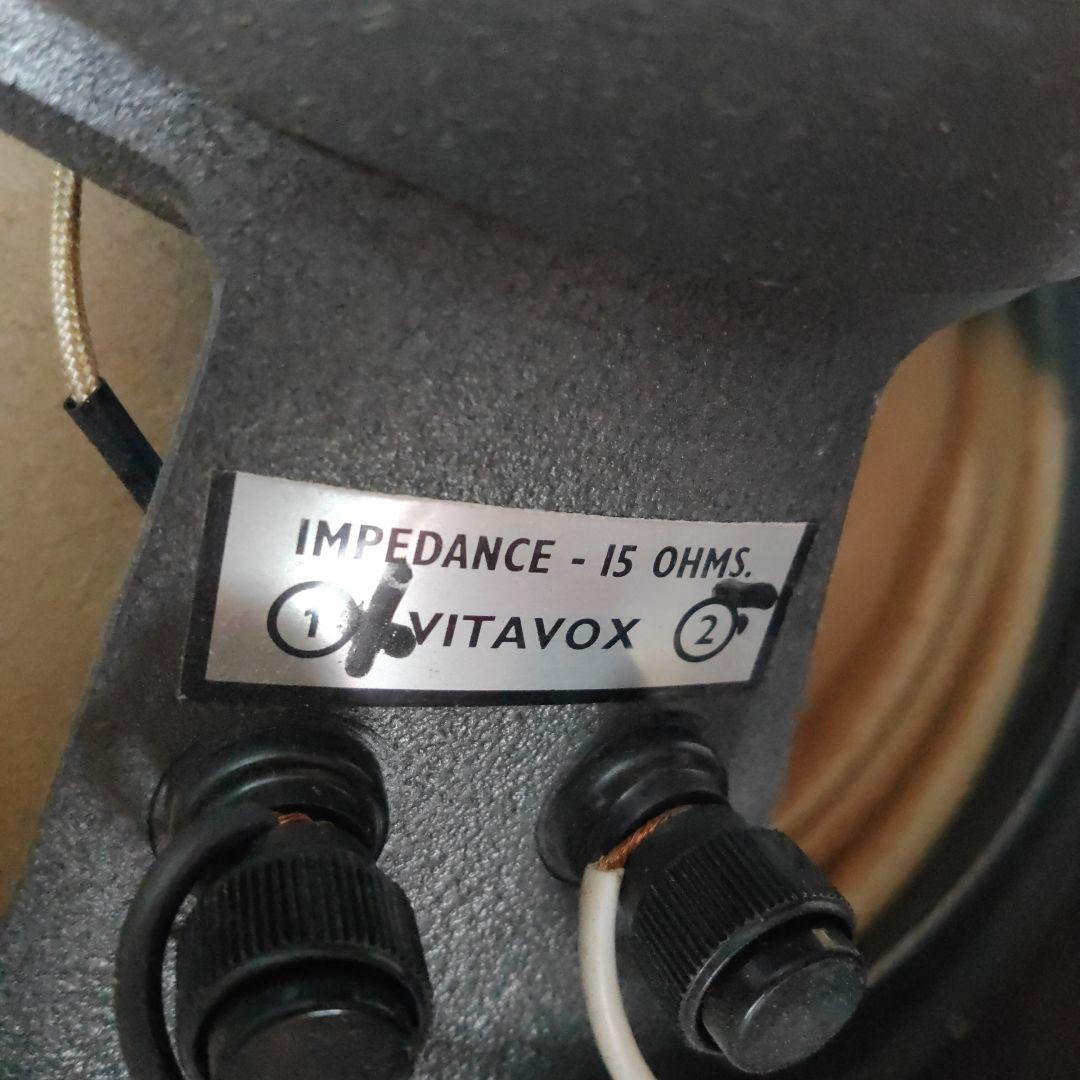 IMPEDANCE - 15 OHMS.
1 VITAVOX 2